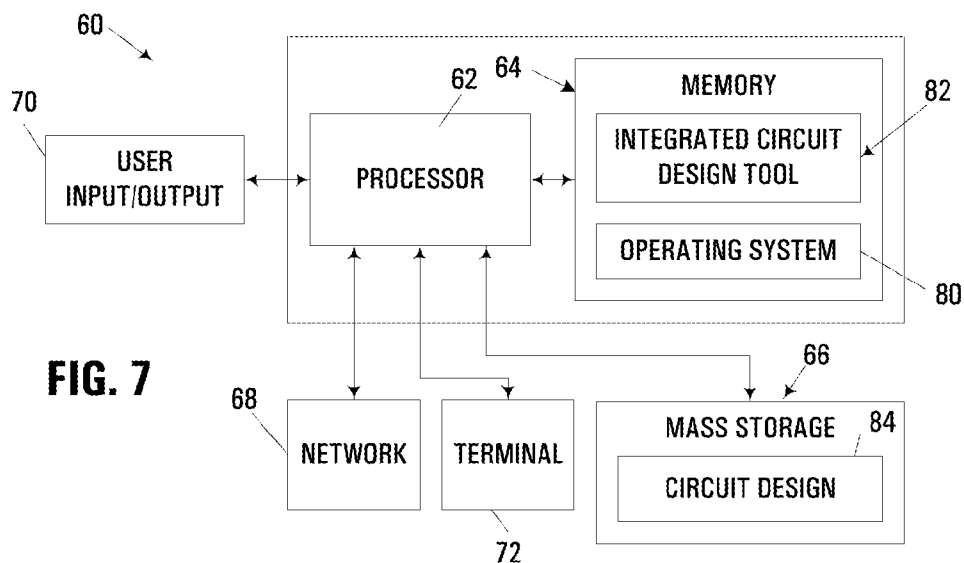 60
70
USER
INPUT/OUTPUT
62
PROCESSOR
64
MEMORY
INTEGRATED CIRCUIT
DESIGN TOOL
82
OPERATING SYSTEM
80
FIG. 7
68
NETWORK
TERMINAL
72
66
MASS STORAGE
84
CIRCUIT DESIGN